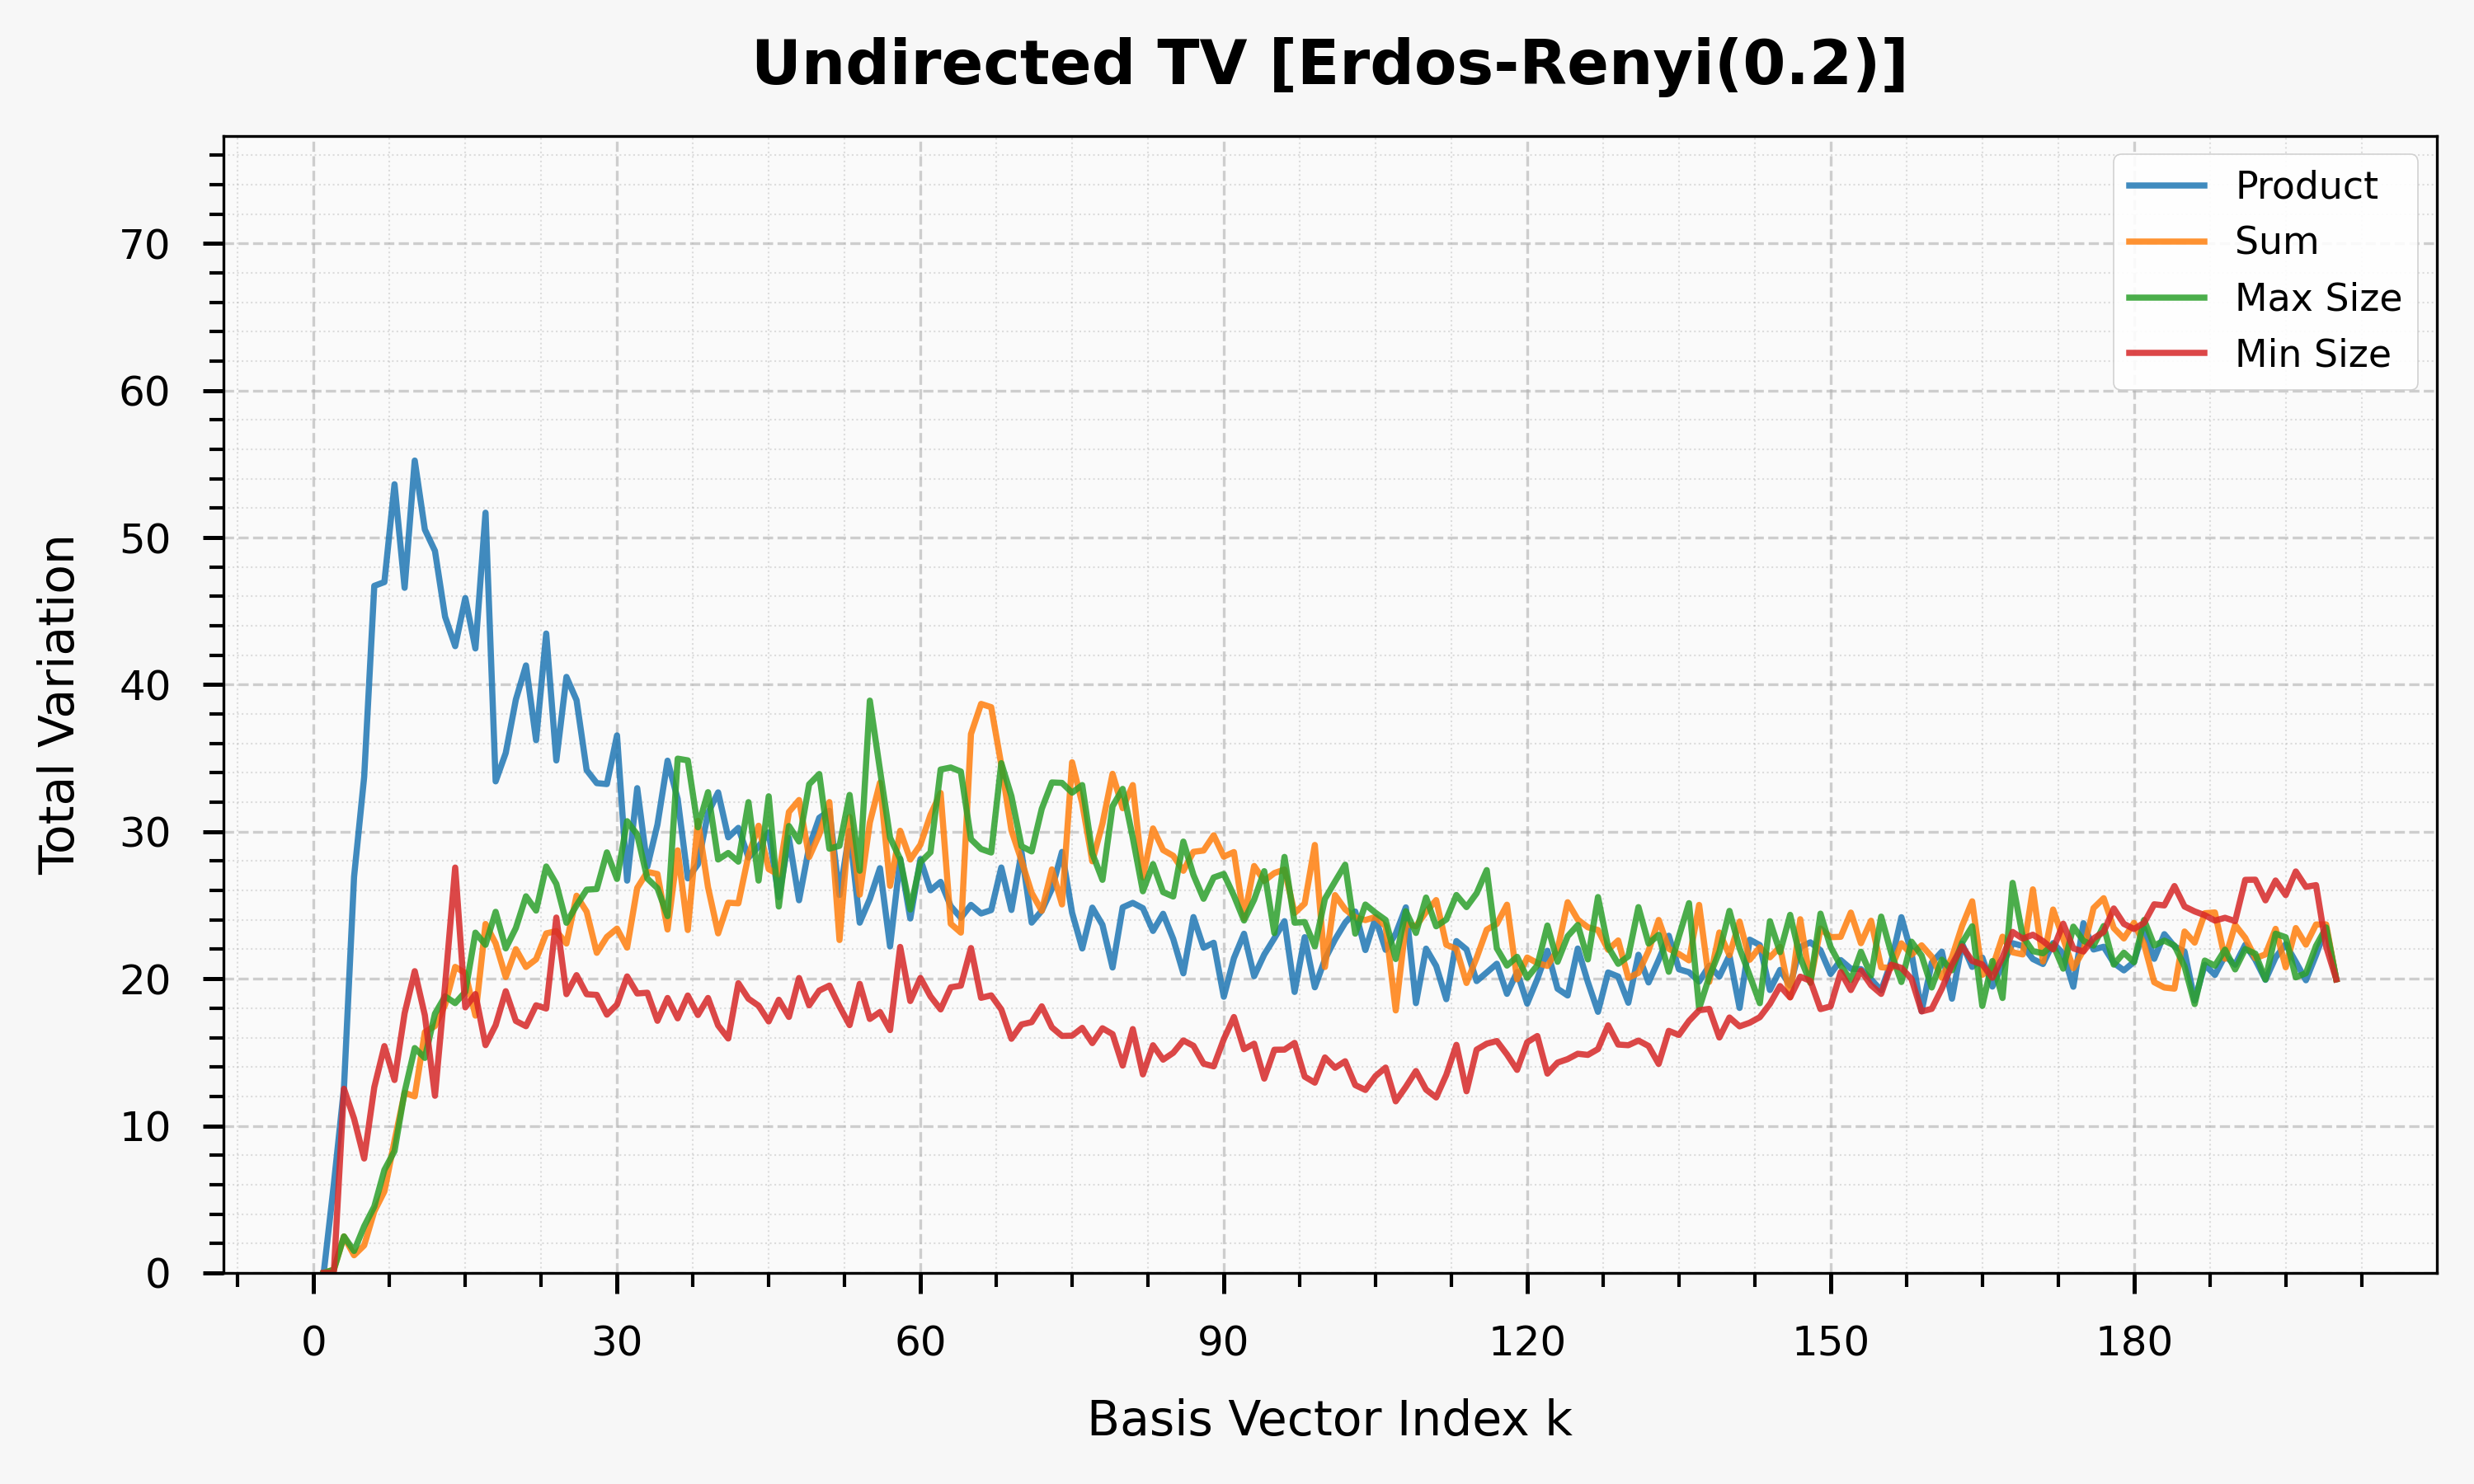 Undirected TV [Erdos-Renyi(0.2)]
Product
Sum
Max Size
Min Size
70
60
50
40
30
20
10
0
Total Variation
0 30 60 90 120 150 180
Basis Vector Index k